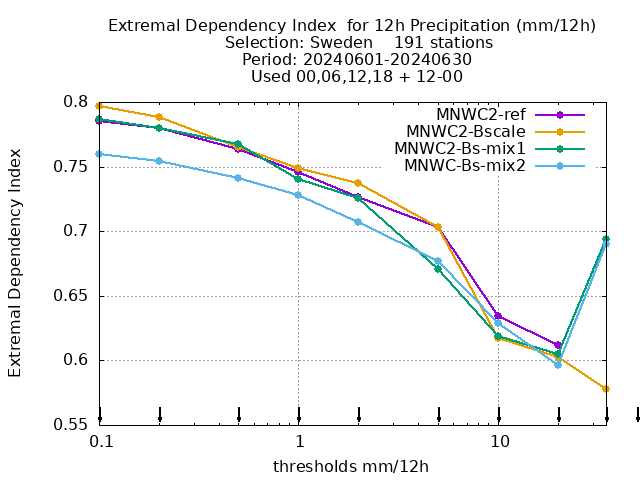 Extremal Dependency Index  for 12h Precipitation (mm/12h)
Selection: Sweden    191 stations
Period: 20240601-20240630
Used 00,06,12,18 + 12-00
MNWC2-ref
MNWC2-Bscale
MNWC2-Bs-mix1
MNWC-Bs-mix2
Extremal Dependency Index
0.8
0.75
0.7
0.65
0.6
0.55
0.1 1 10
thresholds mm/12h